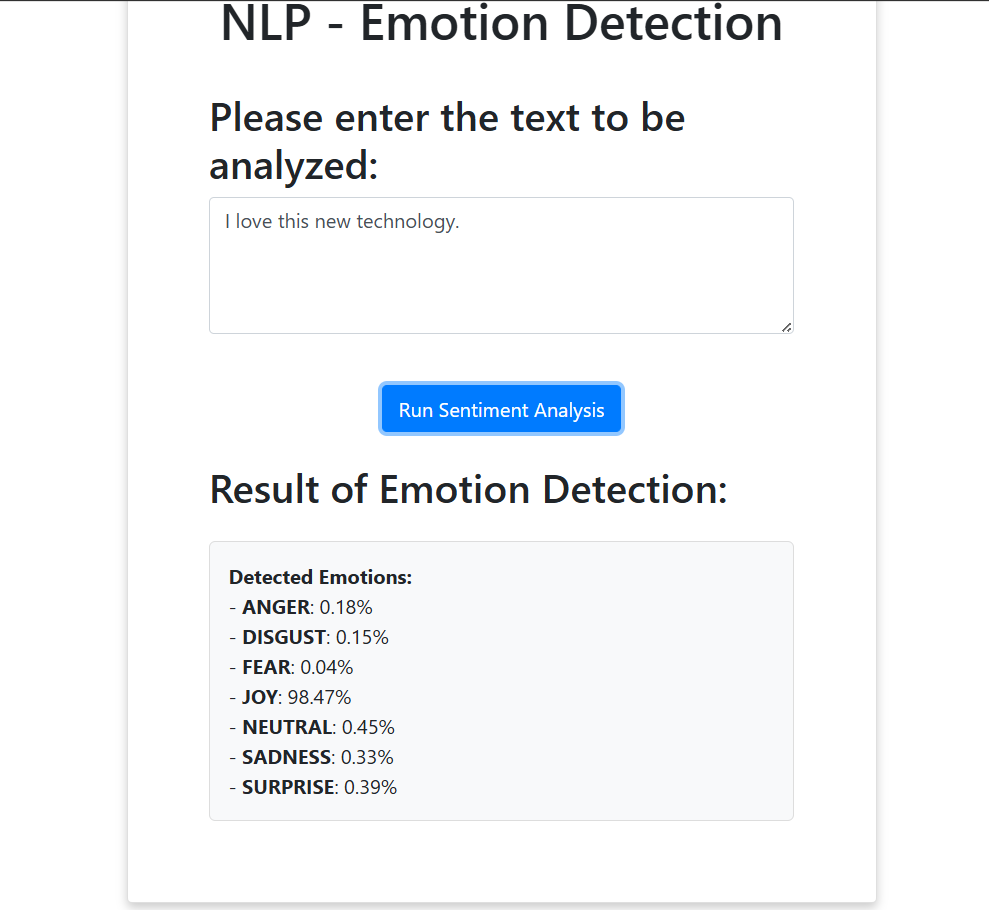 NLP - Emotion Detection
Please enter the text to be
analyzed:
I love this new technology.
Run Sentiment Analysis
Result of Emotion Detection:
Detected Emotions:
- ANGER: 0.18%
- DISGUST: 0.15%
- FEAR: 0.04%
- JOY: 98.47%
- NEUTRAL: 0.45%
- SADNESS: 0.33%
- SURPRISE: 0.39%